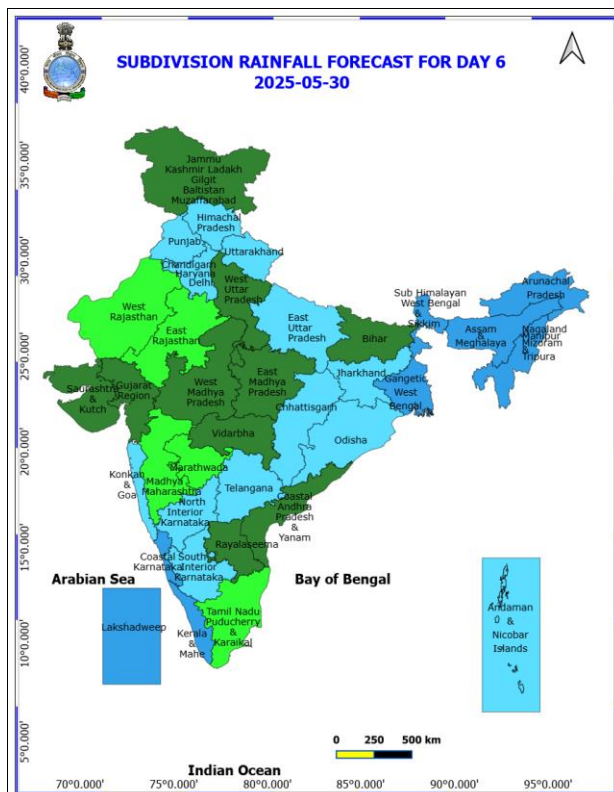 SUBDIVISION RAINFALL FORECAST FOR DAY 6
2025-05-30
40°0.000'
35°0.000'
30°0.000'
25°0.000'
20°0.000'
15°0.000'
10°0.000'
5°0.000'
Jammu
Kashmir Ladakh
Gilgit
Baltistan
Muzaffarabad
Himachal
Pradesh
Punjab
Uttarakhand
Chandigarh
Haryana
Delhi
West
Uttar
Pradesh
Sub Himalayan
West Bengal
&
Sikkim
Arunachal
Pradesh
West
Rajasthan
East
Rajasthan
East
Uttar
Pradesh
Bihar
Assam
&
Meghalaya
Nagaland
Manipur
Mizoram
&
Tripura
Saurashtra
&
Kutch
Gujarat
Region
West
Madhya
Pradesh
East
Madhya
Pradesh
Jharkhand
Gangetic
West
Bengal
Chhattisgarh
Vidarbha
Odisha
Konkan
&
Goa
Madhya
Maharashtra
Marathwada
Telangana
North
Interior
Karnataka
Coastal
Andhra
Pradesh
&
Yanam
Rayalaseema
Coastal
Karnataka
South
Interior
Karnataka
Arabian Sea
Bay of Bengal
Lakshadweep
Kerala
&
Mahe
Tamil Nadu
Puducherry
&
Karaikal
Andaman
&
Nicobar
Islands
0 250 500 km
Indian Ocean
70°0.000' 75°0.000' 80°0.000' 85°0.000' 90°0.000' 95°0.000'